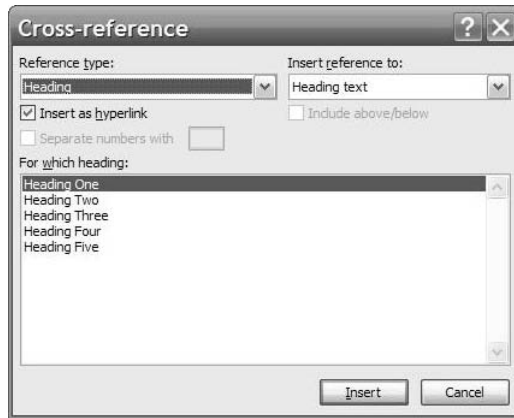 Cross-reference
Reference type:
Insert reference to:
Heading
Heading text
Insert as hyperlink
Include above/below
Separate numbers with
For which heading:
Heading One
Heading Two
Heading Three
Heading Four
Heading Five
Insert
Cancel